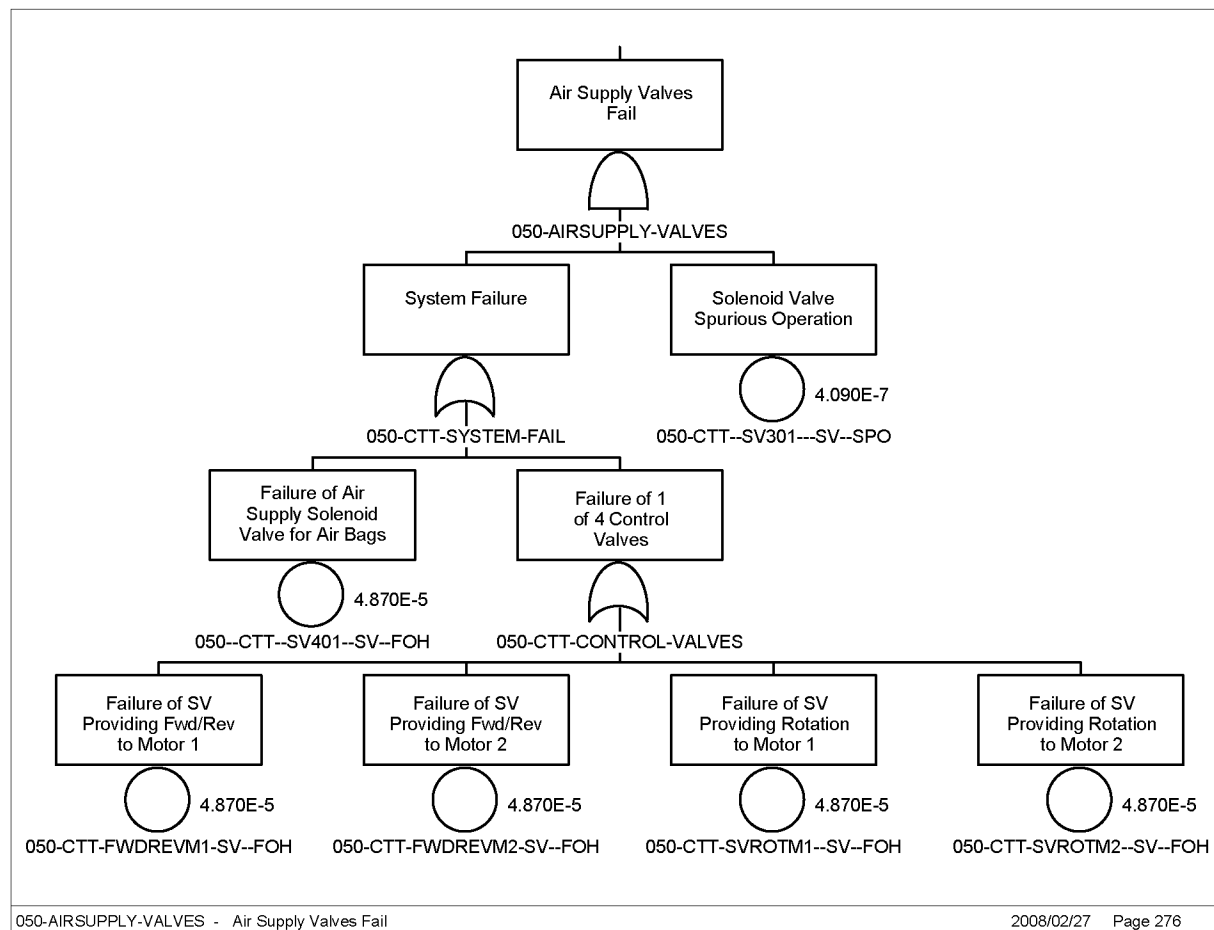 Air Supply Valves
Fail
050-AIRSUPPLY-VALVES
System Failure
Solenoid Valve
Spurious Operation
4.090E-7
050-CTT-SYSTEM-FAIL
050-CTT--SV301---SV--SPO
Failure of Air
Supply Solenoid
Valve for Air Bags
Failure of 1
of 4 Control
Valves
4.870E-5
050--CTT--SV401--SV--FOH
050-CTT-CONTROL-VALVES
Failure of SV
Providing Fwd/Rev
to Motor 1
Failure of SV
Providing Fwd/Rev
to Motor 2
Failure of SV
Providing Rotation
to Motor 1
Failure of SV
Providing Rotation
to Motor 2
4.870E-5
4.870E-5
4.870E-5
4.870E-5
050-CTT-FWDREVM1-SV--FOH
050-CTT-FWDREVM2-SV--FOH
050-CTT-SVROTM1--SV--FOH
050-CTT-SVROTM2--SV--FOH
050-AIRSUPPLY-VALVES - Air Supply Valves Fail
2008/02/27 Page 276